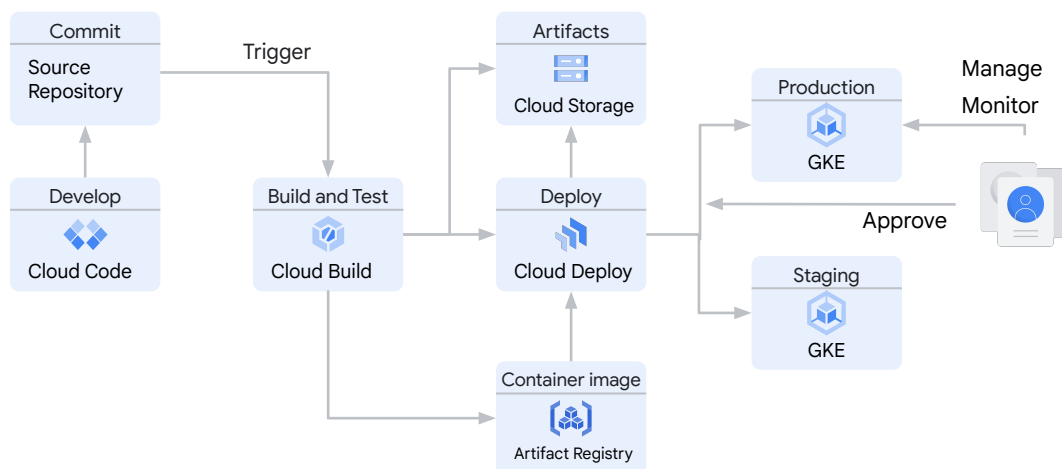 Commit
Source
Repository
Trigger
Artifacts
Cloud Storage
Production
GKE
Manage
Monitor
Develop
Cloud Code
Build and Test
Cloud Build
Deploy
Cloud Deploy
Approve
Staging
GKE
Container image
Artifact Registry